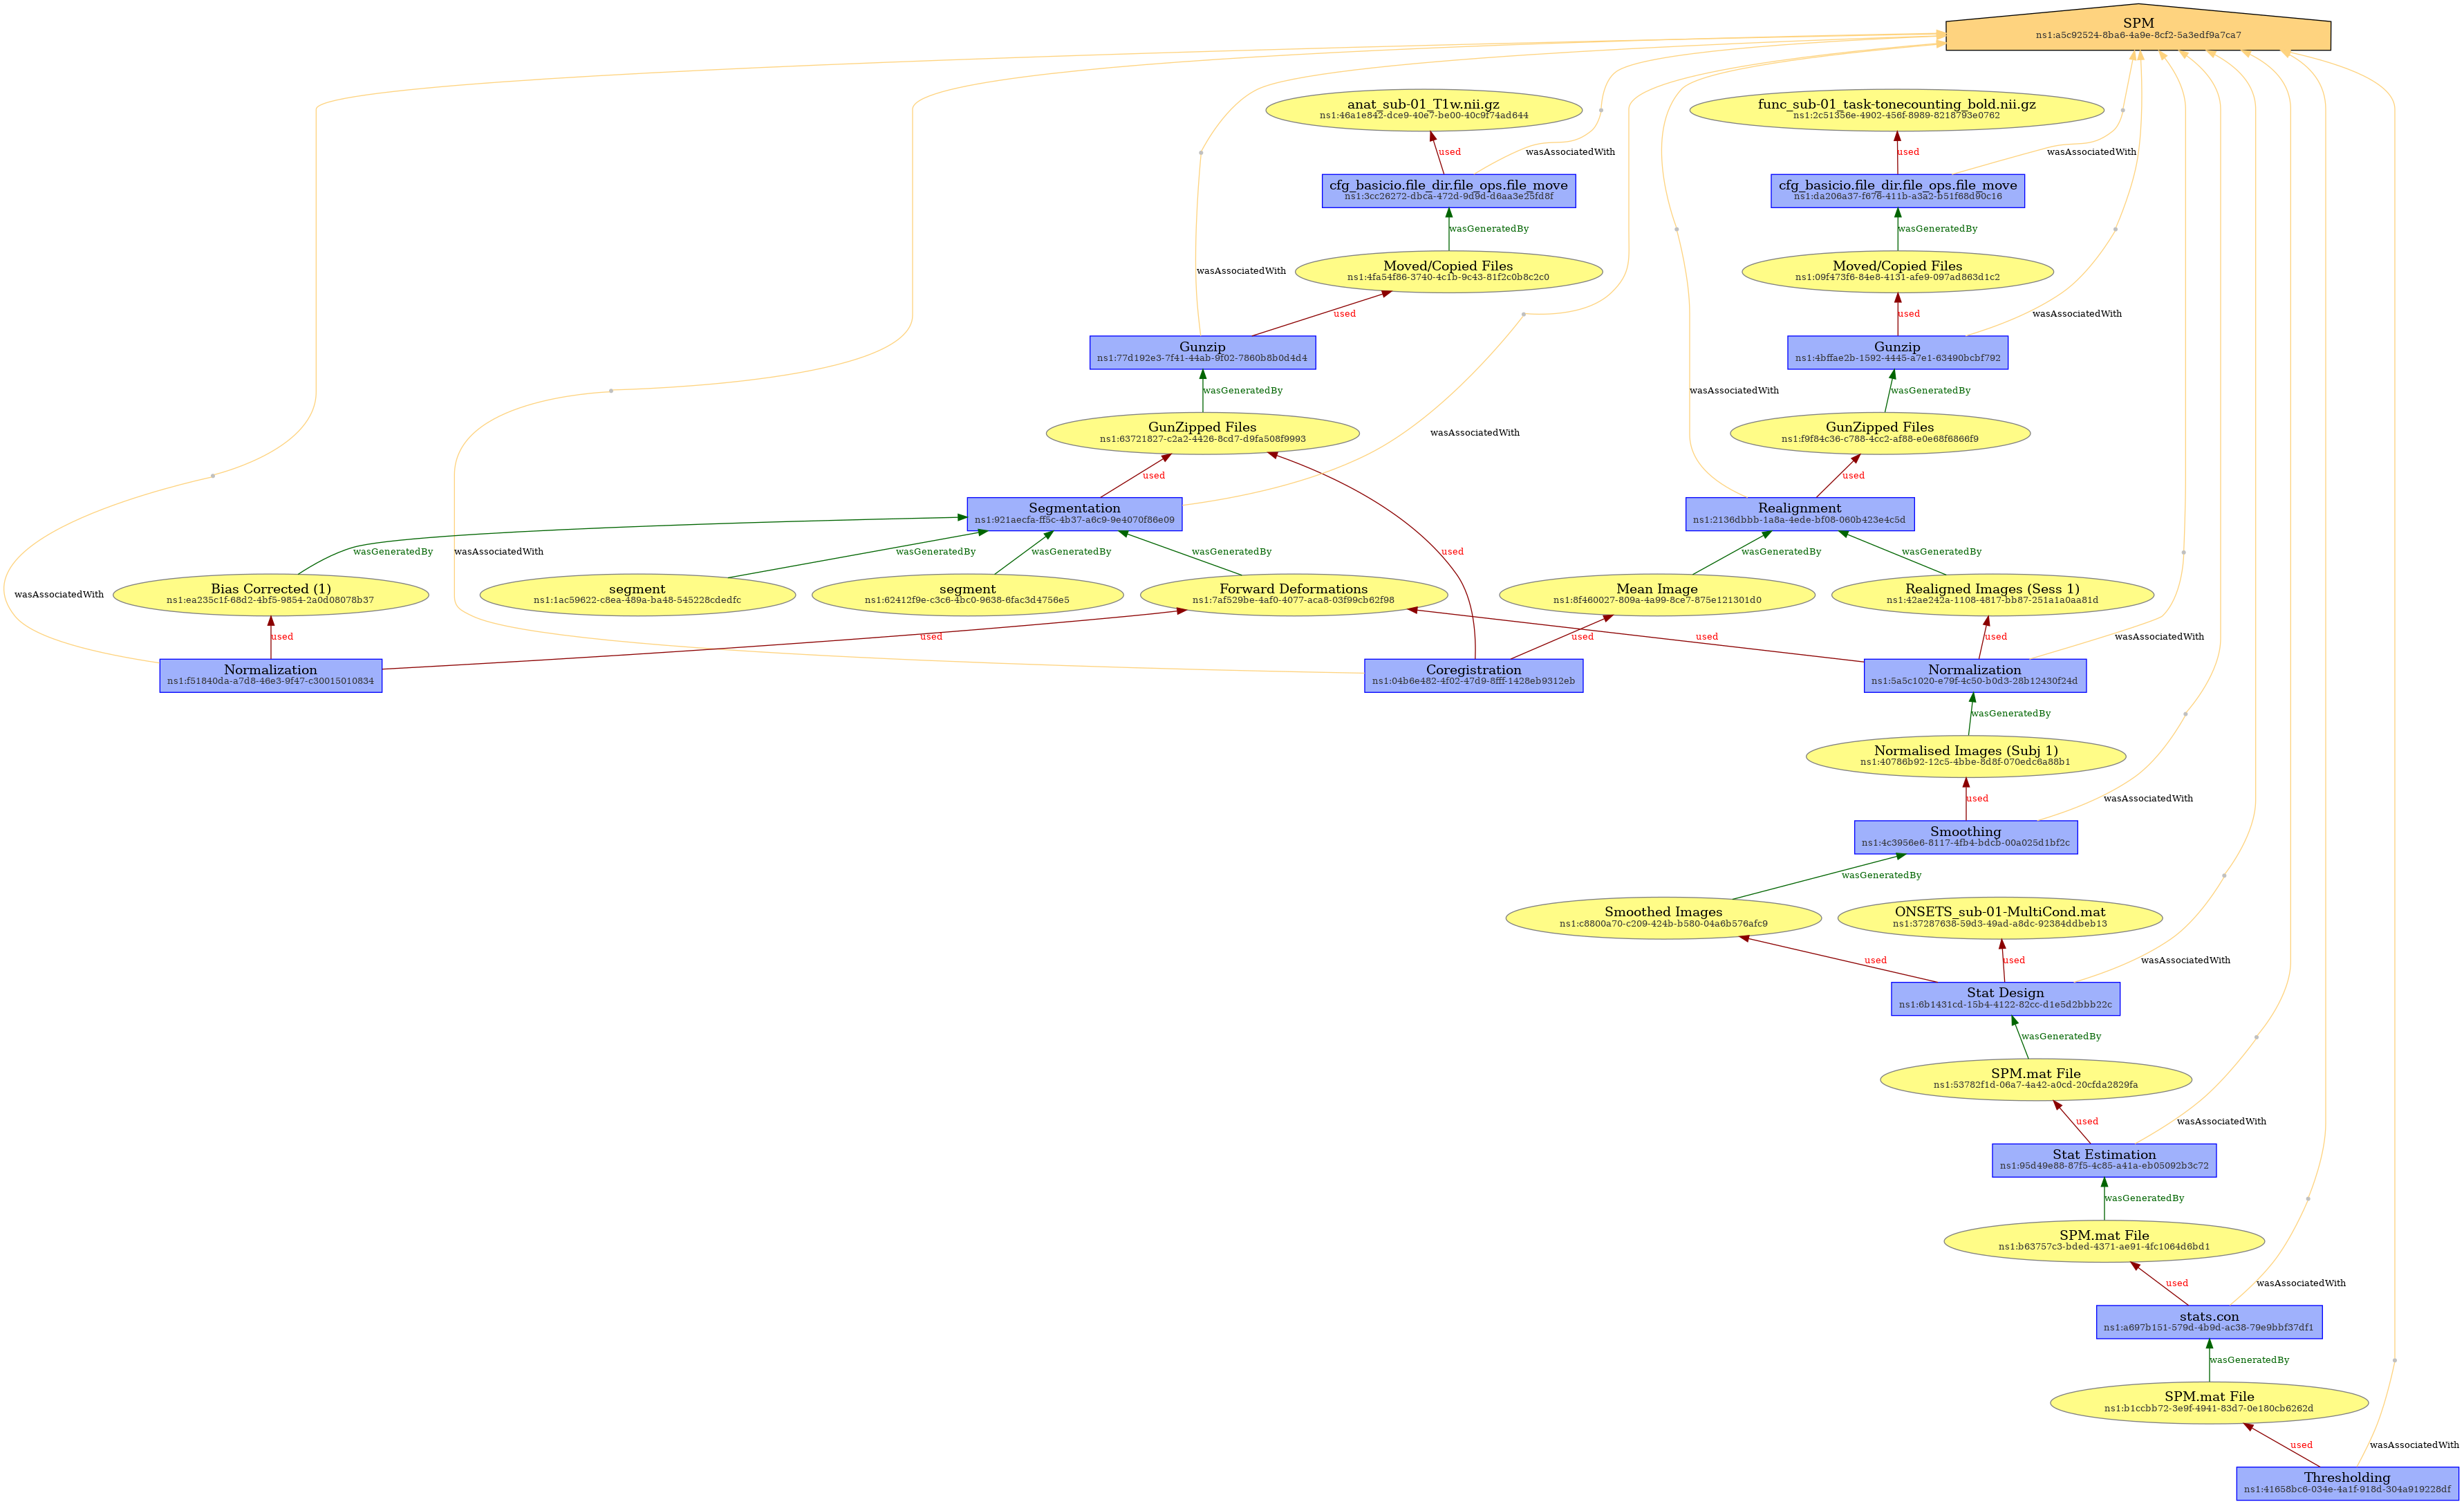 SPM
ns1:a5c92524-8ba6-4a9e-8cf2-5a3edf9a7ca7
anat_sub-01_T1w.nii.gz
ns1:46a1e842-dce9-40e7-be00-40c9f74ad644
func_sub-01_task-tonecounting_bold.nii.gz
ns1:2c51356e-4902-456f-8989-8218793e0762
used
wasAssociatedWith
used
wasAssociatedWith
cfg_basicio.file_dir.file_ops.file_move
ns1:3cc26272-dbca-472d-9d9d-d6aa3e25fd8f
cfg_basicio.file_dir.file_ops.file_move
ns1:da206a37-f676-411b-a3a2-b51f68d90c16
wasGeneratedBy
wasGeneratedBy
wasAssociatedWith
Moved/Copied Files
ns1:4fa54f86-3740-4c1b-9c43-81f2c0b8c2c0
Moved/Copied Files
ns1:09f473f6-84e8-4131-afe9-097ad863d1c2
used
used
wasAssociatedWith
Gunzip
ns1:77d192e3-7f41-44ab-9f02-7860b8b0d4d4
Gunzip
ns1:4bffae2b-1592-4445-a7e1-63490bcbf792
wasGeneratedBy
wasAssociatedWith
wasGeneratedBy
GunZipped Files
ns1:63721827-c2a2-4426-8cd7-d9fa508f9993
wasAssociatedWith
GunZipped Files
ns1:f9f84c36-c788-4cc2-af88-e0e68f6866f9
used
used
Segmentation
ns1:921aecfa-ff5c-4b37-a6c9-9e4070f86e09
Realignment
ns1:2136dbbb-1a8a-4ede-bf08-060b423e4c5d
wasGeneratedBy
wasAssociatedWith
wasGeneratedBy
wasGeneratedBy
wasGeneratedBy
used
wasGeneratedBy
wasGeneratedBy
wasAssociatedWith
Bias Corrected (1)
ns1:ea235c1f-68d2-4bf5-9854-2a0d08078b37
segment
ns1:1ac59622-c8ea-489a-ba48-545228cdedfc
segment
ns1:62412f9e-c3c6-4bc0-9638-6fac3d4756e5
Forward Deformations
ns1:7af529be-4af0-4077-aca8-03f99cb62f98
Mean Image
ns1:8f460027-809a-4a99-8ce7-875e121301d0
Realigned Images (Sess 1)
ns1:42ae242a-1108-4817-bb87-251a1a0aa81d
used
used
used
used
used
wasAssociatedWith
Normalization
ns1:f51840da-a7d8-46e3-9f47-c30015010834
Coregistration
ns1:04b6e482-4f02-47d9-8fff-1428eb9312eb
Normalization
ns1:5a5c1020-e79f-4c50-b0d3-28b12430f24d
wasGeneratedBy
Normalised Images (Subj 1)
ns1:40786b92-12c5-4bbe-8d8f-070edc6a88b1
used
wasAssociatedWith
Smoothing
ns1:4c3956e6-8117-4fb4-bdcb-00a025d1bf2c
wasGeneratedBy
Smoothed Images
ns1:c8800a70-c209-424b-b580-04a6b576afc9
ONSETS_sub-01-MultiCond.mat
ns1:37287638-59d3-49ad-a8dc-92384ddbeb13
used
used
wasAssociatedWith
Stat Design
ns1:6b1431cd-15b4-4122-82cc-d1e5d2bbb22c
wasGeneratedBy
SPM.mat File
ns1:53782f1d-06a7-4a42-a0cd-20cfda2829fa
used
wasAssociatedWith
Stat Estimation
ns1:95d49e88-87f5-4c85-a41a-eb05092b3c72
wasGeneratedBy
SPM.mat File
ns1:b63757c3-bded-4371-ae91-4fc1064d6bd1
used
wasAssociatedWith
stats.con
ns1:a697b151-579d-4b9d-ac38-79e9bbf37df1
wasGeneratedBy
SPM.mat File
ns1:b1ccbb72-3e9f-4941-83d7-0e180cb6262d
used
wasAssociatedWith
Thresholding
ns1:41658bc6-034e-4a1f-918d-304a919228df